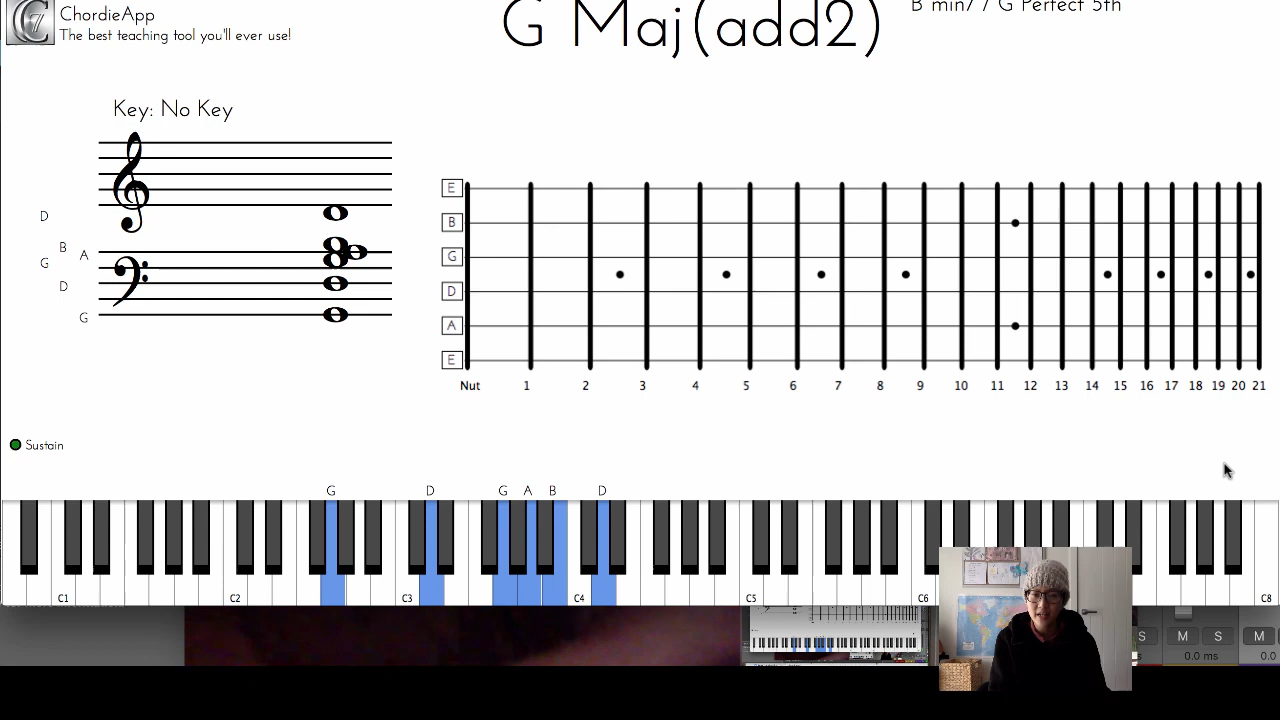 ChordieApp
The best teaching tool you'll ever use!
G Maj(add2)
B min7 / G Perfect 5th
Key: No Key
D
B
A
G
D
G
E
B
G
D
A
E
Nut 1 2 3 4 5 6 7 8 9 10 11 12 13 14 15 16 17 18 19 20 21
Sustain
G D G A B D
C1 C2 C3 C4 C5 C6 C8
S M S M
0.0 ms 0.0